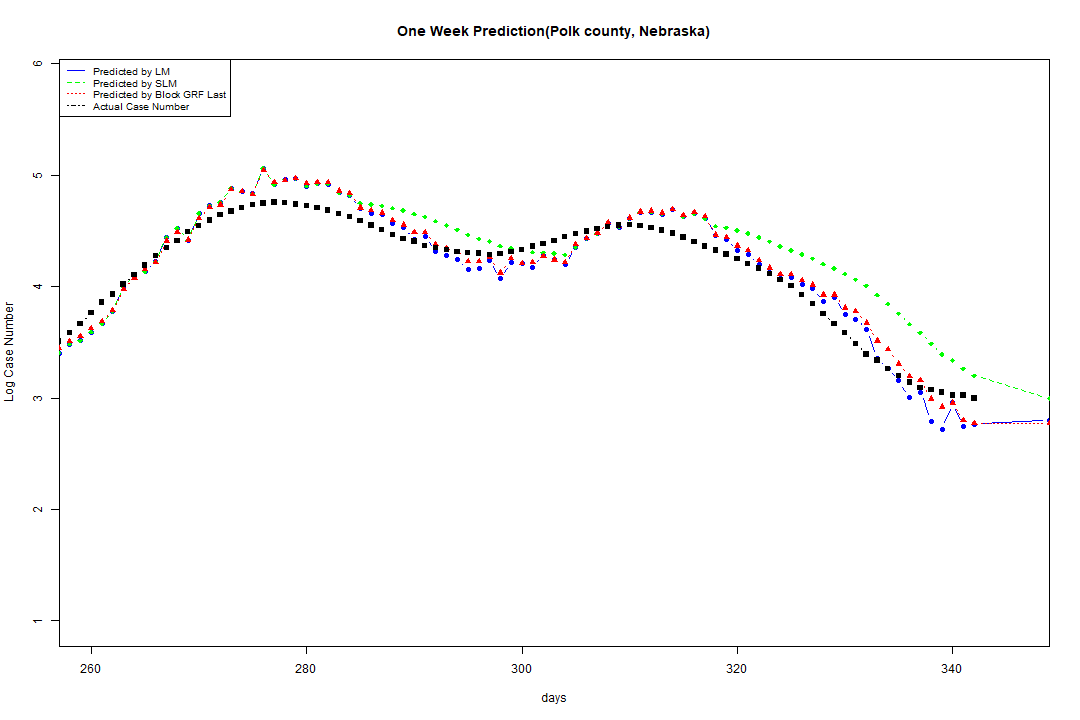 One Week Prediction(Polk county, Nebraska)
Predicted by LM
Predicted by SLM
Predicted by Block GRF Last
Actual Case Number
6
5
4
3
2
1
Log Case Number
260 280 300 320 340
days